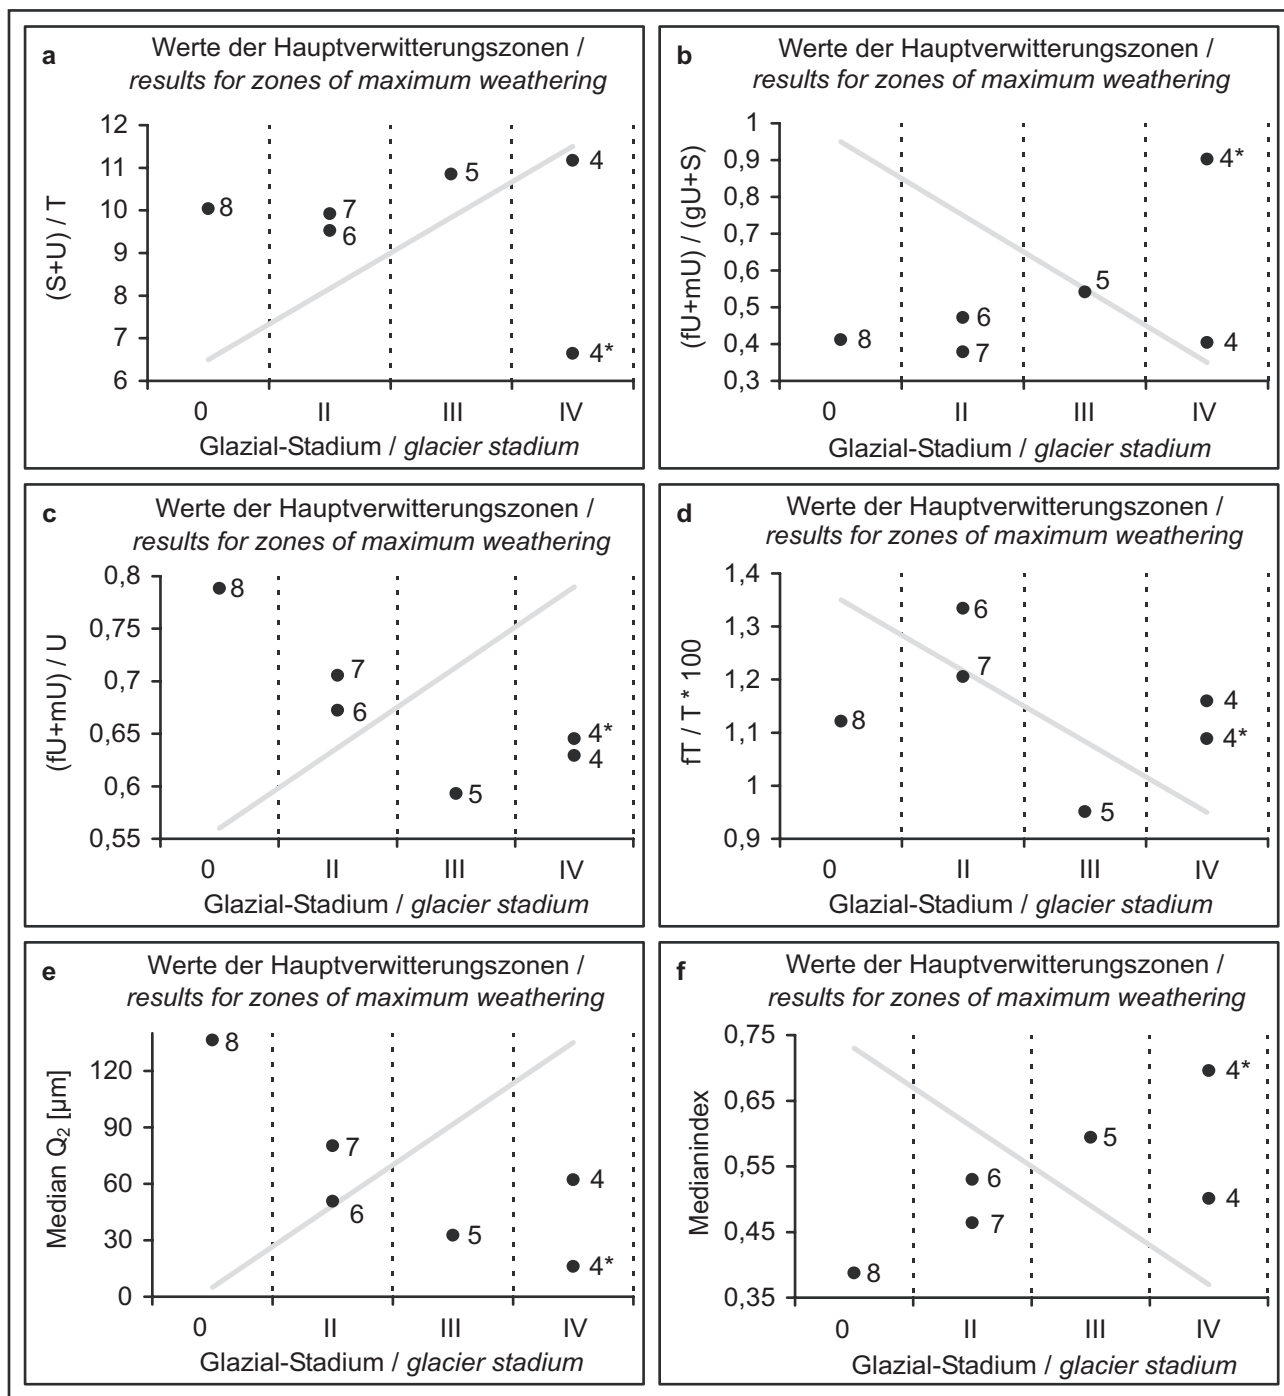 a
Werte der Hauptverwitterungszonen /
results for zones of maximum weathering
(S+U) / T
12
11
10
9
8
7
6
8
7
6
5
4
4*
0 II III IV
Glazial-Stadium / glacier stadium
b
Werte der Hauptverwitterungszonen /
results for zones of maximum weathering
(fU+mU) / (gU+S)
1
0,9
0,8
0,7
0,6
0,5
0,4
0,3
8
6
7
5
4*
4
0 II III IV
Glazial-Stadium / glacier stadium
c
Werte der Hauptverwitterungszonen /
results for zones of maximum weathering
(fU+mU) / U
0,8
0,75
0,7
0,65
0,6
0,55
8
7
6
5
4*
4
0 II III IV
Glazial-Stadium / glacier stadium
d
Werte der Hauptverwitterungszonen /
results for zones of maximum weathering
fT / T * 100
1,4
1,3
1,2
1,1
1
0,9
8
6
7
5
4
4*
0 II III IV
Glazial-Stadium / glacier stadium
e
Werte der Hauptverwitterungszonen /
results for zones of maximum weathering
Median Q₂ [µm]
120
90
60
30
0
8
7
6
5
4
4*
0 II III IV
Glazial-Stadium / glacier stadium
f
Werte der Hauptverwitterungszonen /
results for zones of maximum weathering
Medianindex
0,75
0,65
0,55
0,45
0,35
8
6
7
5
4*
4
0 II III IV
Glazial-Stadium / glacier stadium